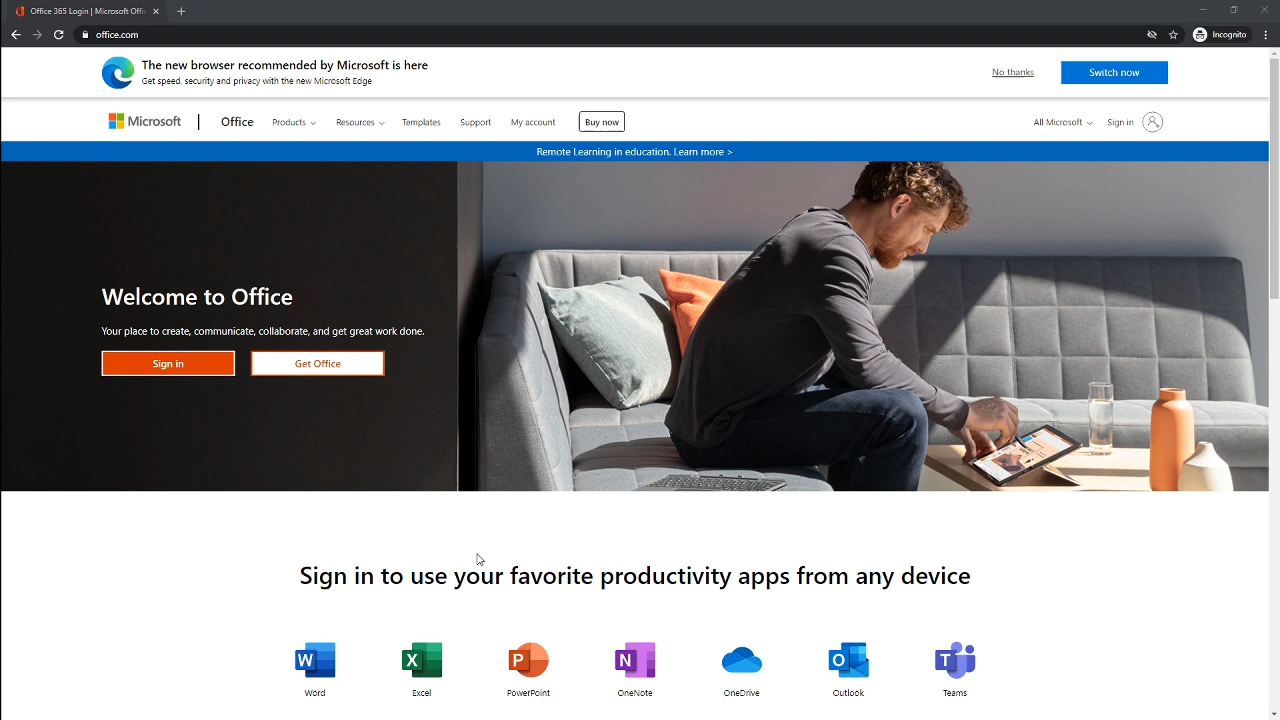 Office 365 Login | Microsoft Offic
office.com
Incognito
The new browser recommended by Microsoft is here
Get speed, security and privacy with the new Microsoft Edge
No thanks
Switch now
Microsoft
Office
Products
Resources
Templates
Support
My account
Buy now
All Microsoft
Sign in
Remote Learning in education. Learn more >
Welcome to Office
Your place to create, communicate, collaborate, and get great work done.
Sign in
Get Office
Sign in to use your favorite productivity apps from any device
W
X
P
N
O
T
Word
Excel
PowerPoint
OneNote
OneDrive
Outlook
Teams